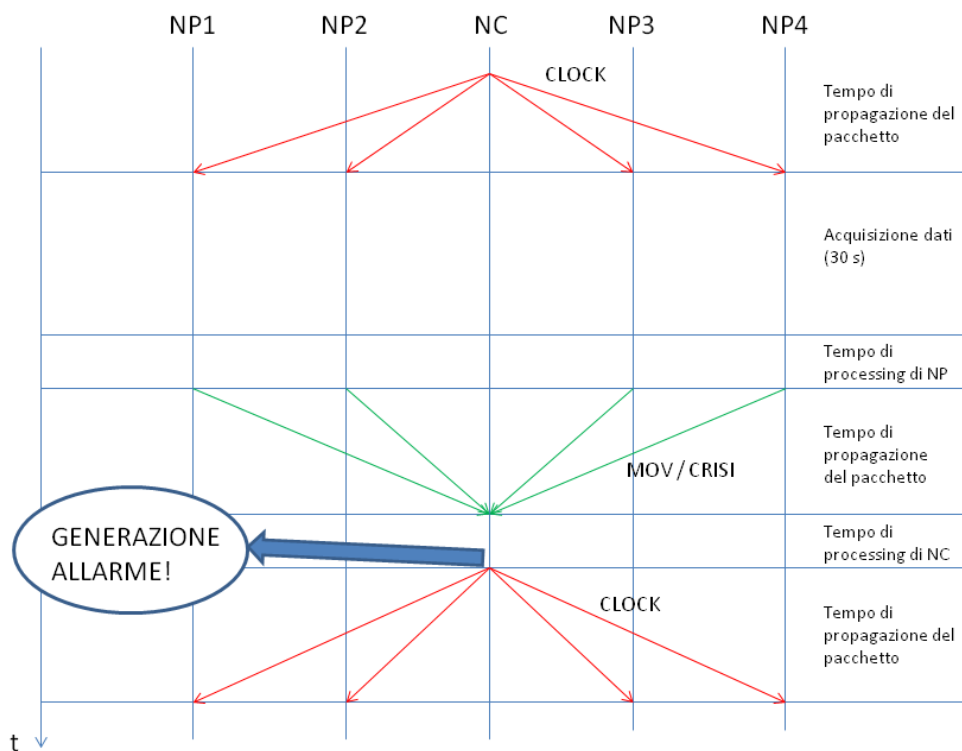 NP1 NP2 NC NP3 NP4
CLOCK
Tempo di
propagazione del
pacchetto
Acquisizione dati
(30 s)
Tempo di
processing di NP
MOV / CRISI
Tempo di
propagazione
del pacchetto
GENERAZIONE
ALLARME!
Tempo di
processing di NC
CLOCK
Tempo di
propagazione del
pacchetto
t